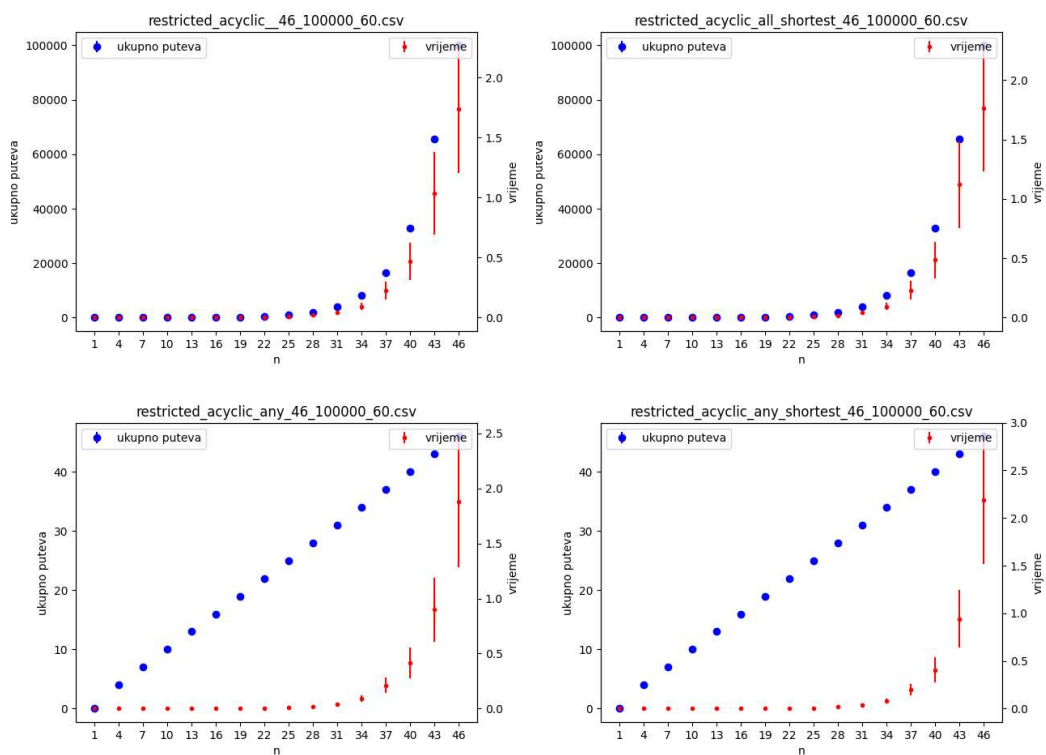 restricted_acyclic__46_100000_60.csv
ukupno puteva
vrijeme
100000
80000
60000
40000
20000
0
ukupno puteva
2.0
1.5
1.0
0.5
0.0
vrijeme
1 4 7 10 13 16 19 22 25 28 31 34 37 40 43 46
n
restricted_acyclic_all_shortest_46_100000_60.csv
ukupno puteva
vrijeme
100000
80000
60000
40000
20000
0
ukupno puteva
2.0
1.5
1.0
0.5
0.0
vrijeme
1 4 7 10 13 16 19 22 25 28 31 34 37 40 43 46
n
restricted_acyclic_any_46_100000_60.csv
ukupno puteva
vrijeme
40
30
20
10
0
ukupno puteva
2.5
2.0
1.5
1.0
0.5
0.0
vrijeme
1 4 7 10 13 16 19 22 25 28 31 34 37 40 43 46
n
restricted_acyclic_any_shortest_46_100000_60.csv
ukupno puteva
vrijeme
40
30
20
10
0
ukupno puteva
3.0
2.5
2.0
1.5
1.0
0.5
0.0
vrijeme
1 4 7 10 13 16 19 22 25 28 31 34 37 40 43 46
n